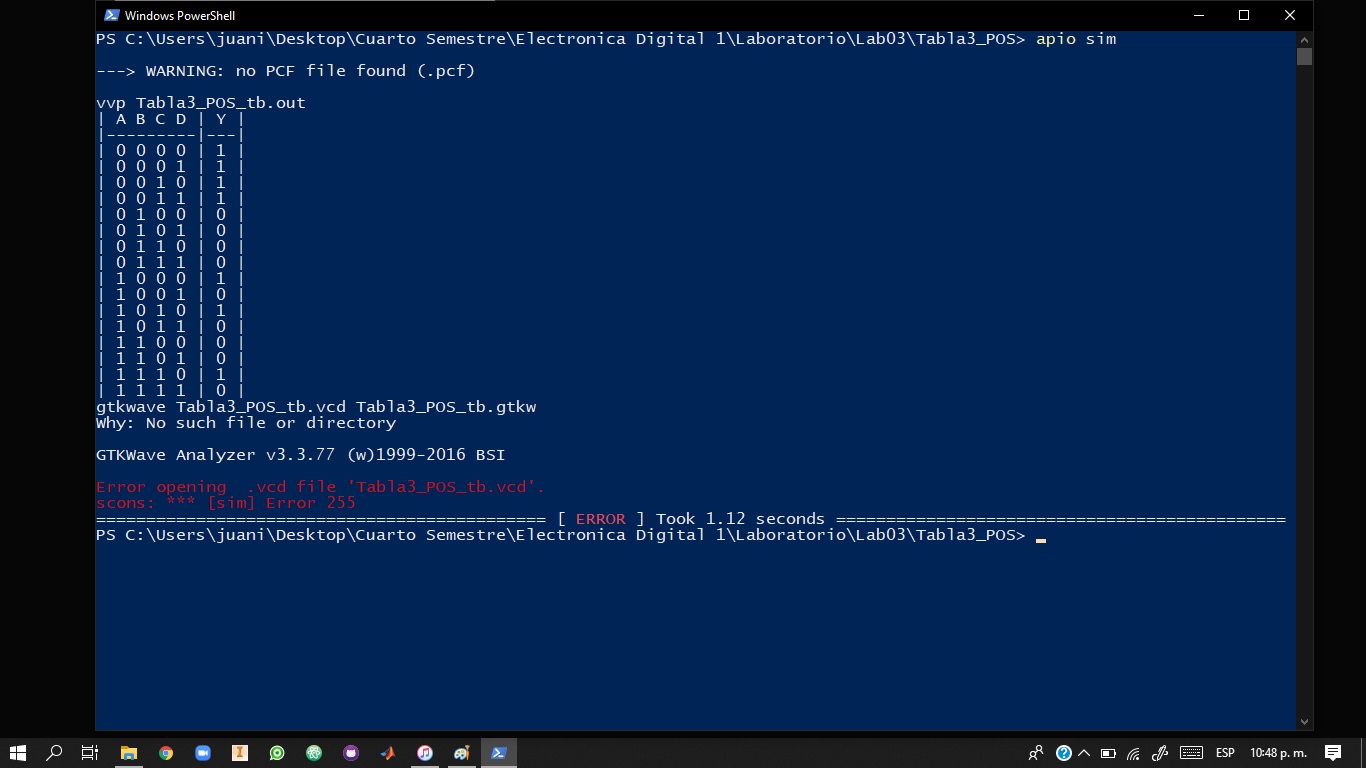 Windows PowerShell
PS C:\Users\juani\Desktop\Cuarto Semestre\Electronica Digital 1\Laboratorio\Lab03\Tabla3_POS> apio sim
---> WARNING: no PCF file found (.pcf)
vvp Tabla3_POS_tb.out
| A B C D | Y |
|---------|---|
| 0 0 0 0 | 1 |
| 0 0 0 1 | 1 |
| 0 0 1 0 | 1 |
| 0 0 1 1 | 1 |
| 0 1 0 0 | 0 |
| 0 1 0 1 | 0 |
| 0 1 1 0 | 0 |
| 0 1 1 1 | 0 |
| 1 0 0 0 | 1 |
| 1 0 0 1 | 0 |
| 1 0 1 0 | 1 |
| 1 0 1 1 | 0 |
| 1 1 0 0 | 0 |
| 1 1 0 1 | 0 |
| 1 1 1 0 | 1 |
| 1 1 1 1 | 0 |
gtkwave Tabla3_POS_tb.vcd Tabla3_POS_tb.gtkw
Why: No such file or directory
GTKWave Analyzer v3.3.77 (w)1999-2016 BSI
Error opening  .vcd file 'Tabla3_POS_tb.vcd'.
scons: *** [sim] Error 255
============================================= [ ERROR ] Took 1.12 seconds =============================================
PS C:\Users\juani\Desktop\Cuarto Semestre\Electronica Digital 1\Laboratorio\Lab03\Tabla3_POS>
ESP 10:48 p. m.